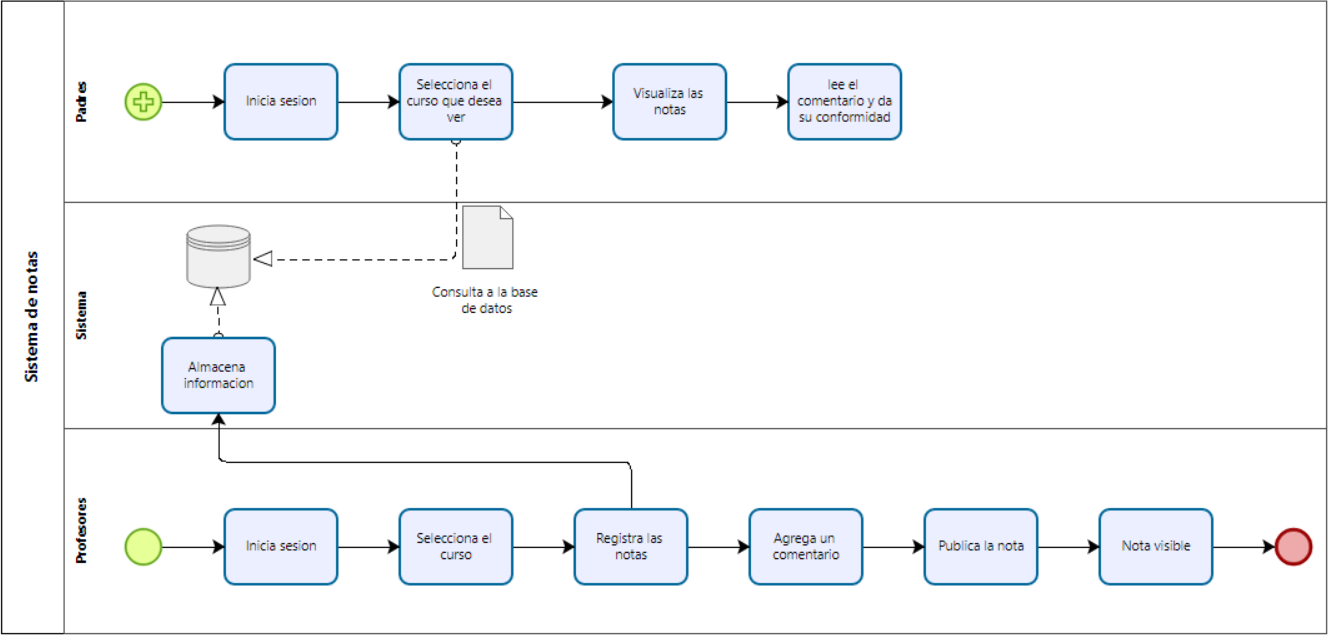 Sistema de notas
Padres
Inicia sesion
Selecciona el
curso que desea
ver
Visualiza las
notas
lee el
comentario y da
su conformidad
Sistema
Consulta a la base
de datos
Almacena
informacion
Profesores
Inicia sesion
Selecciona el
curso
Registra las
notas
Agrega un
comentario
Publica la nota
Nota visible